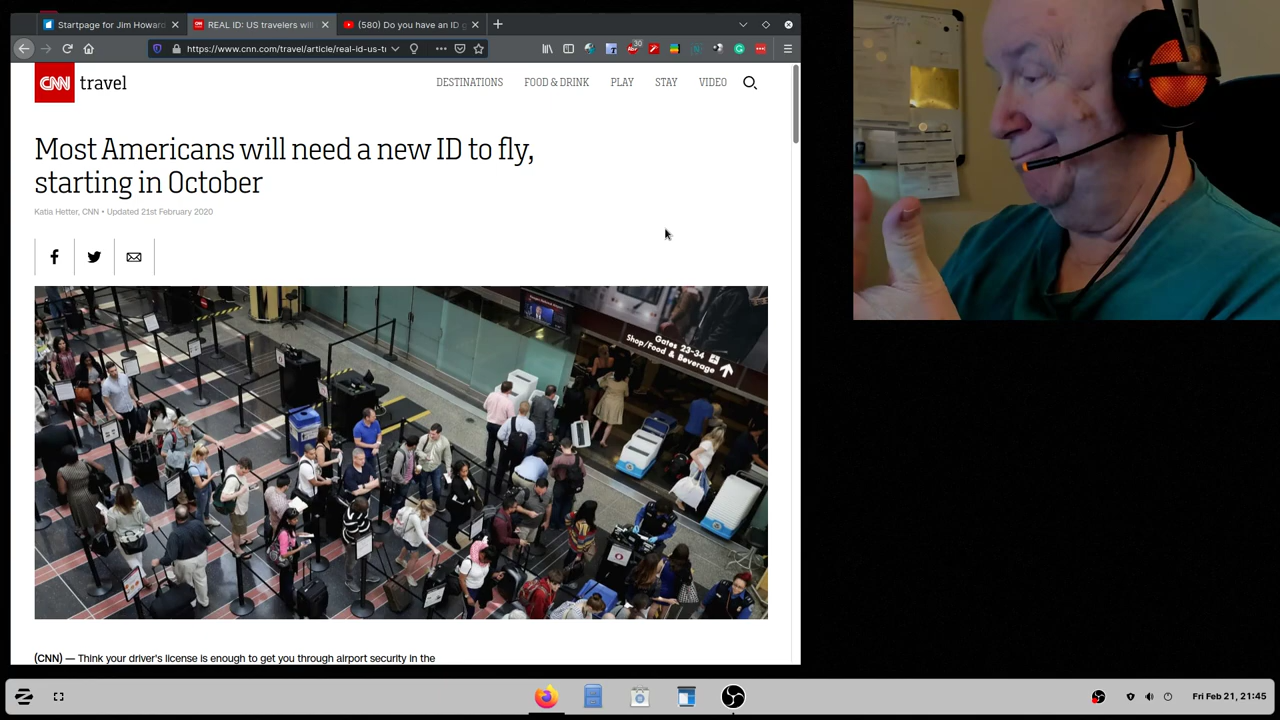 Startpage for Jim Howar
REAL ID: US travelers wil
(580) Do you have an ID
https://www.cnn.com/travel/article/real-id-us-t
30
CNN travel
DESTINATIONS FOOD & DRINK PLAY STAY VIDEO
Most Americans will need a new ID to fly,
starting in October
Katia Hetter, CNN • Updated 21st February 2020
Gates 23-34
Shop/Food & Beverage
(CNN) — Think your driver's license is enough to get you through airport security in the
Fri Feb 21, 21:45